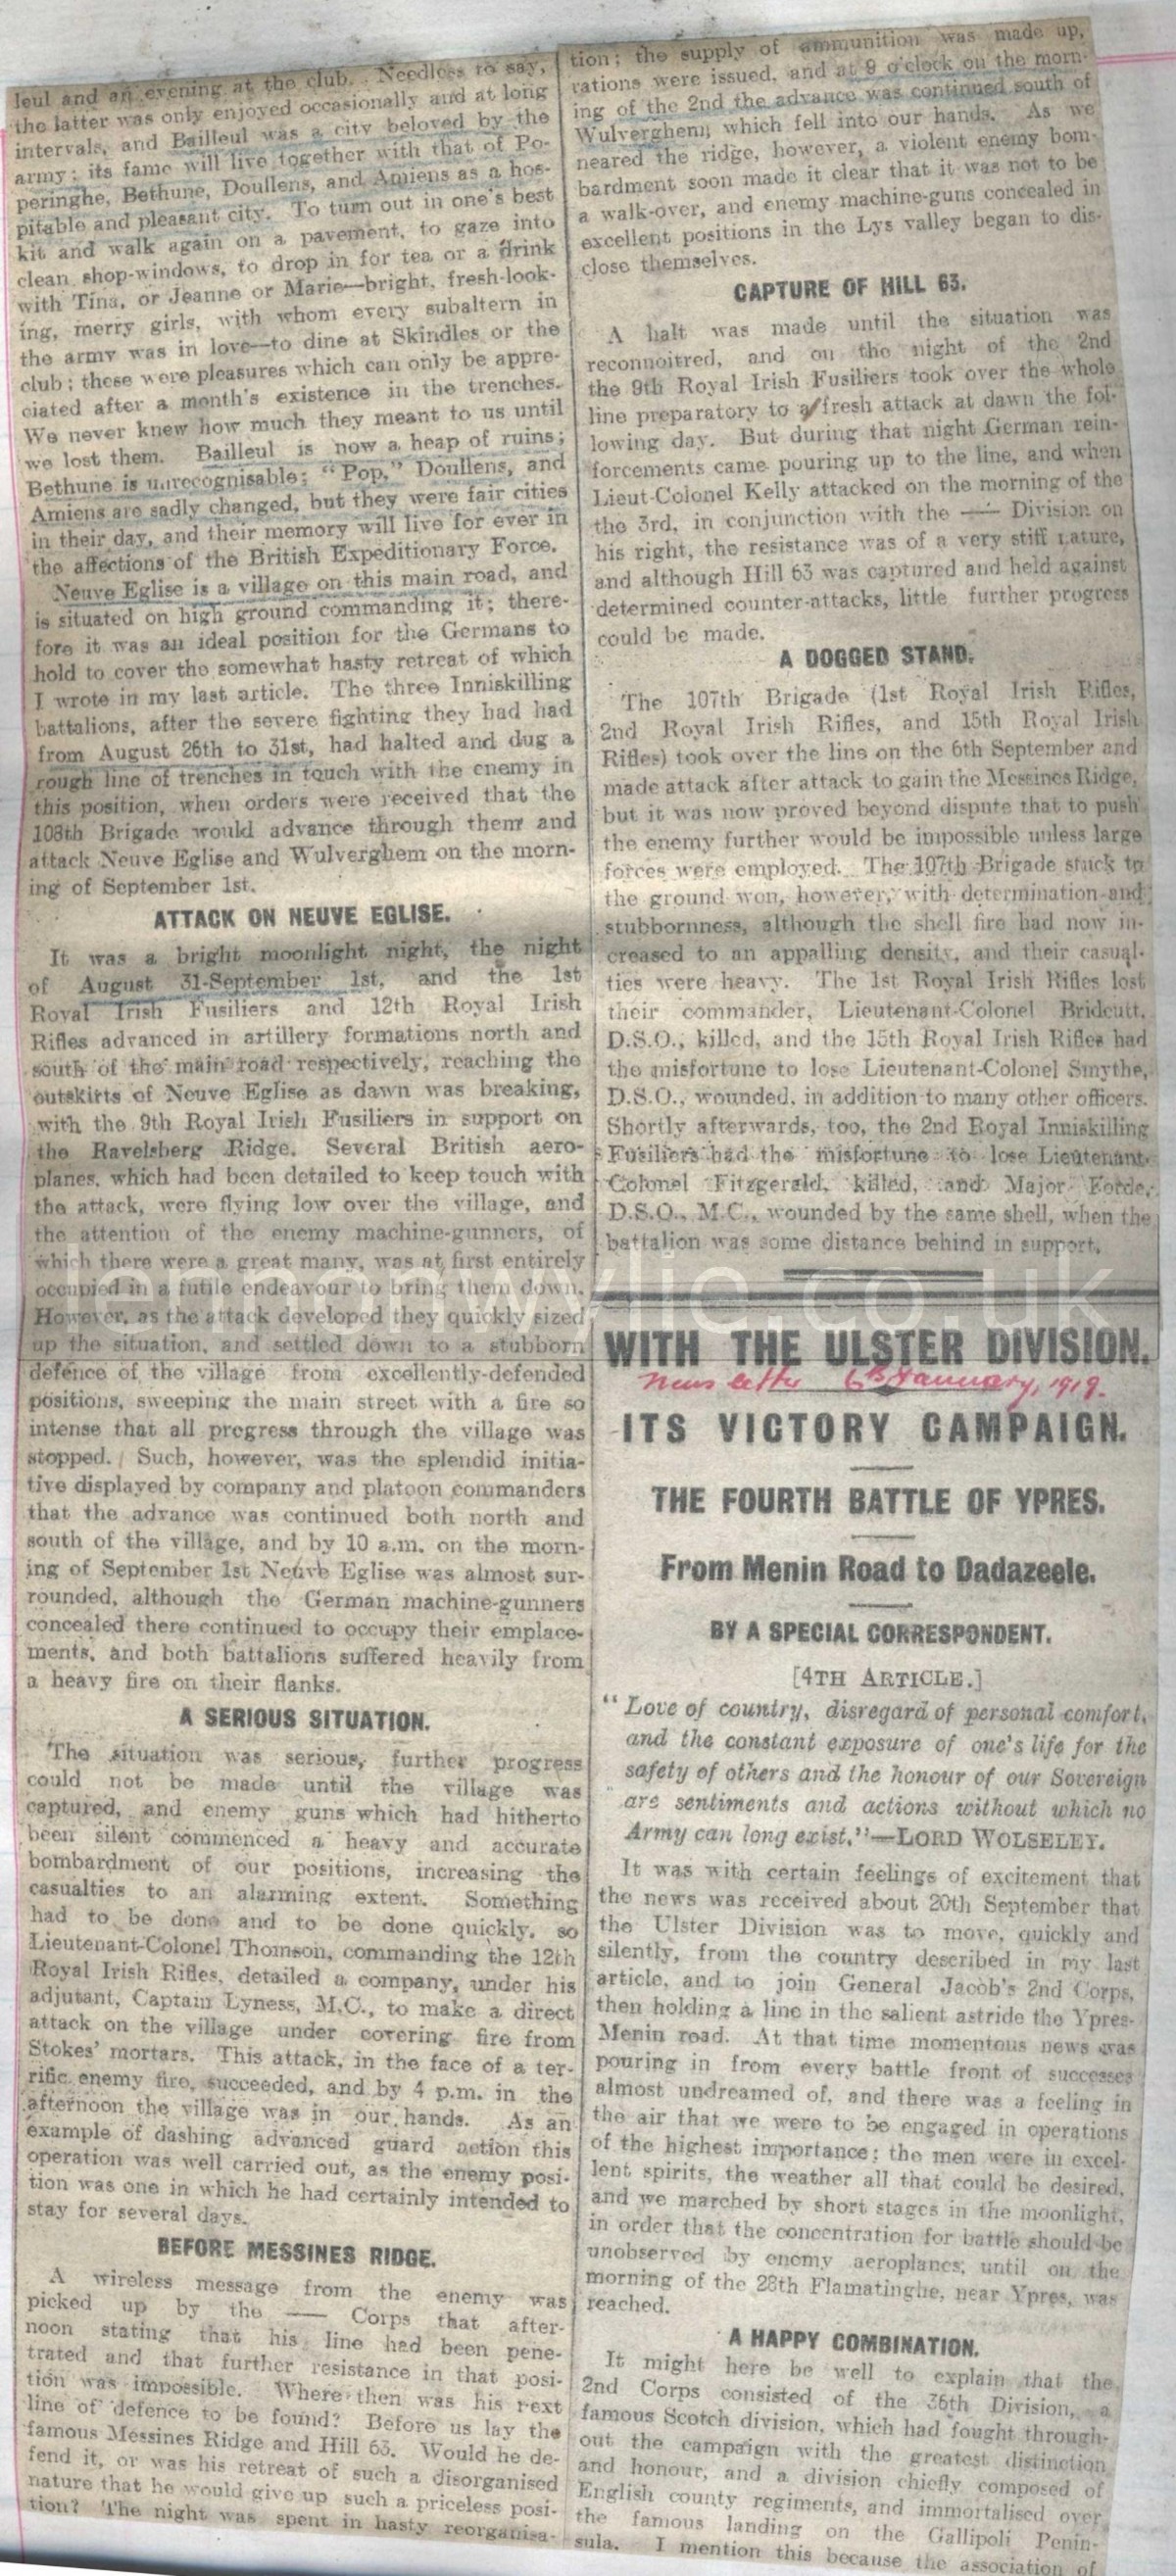 leul and an evening at the club. Needless to say,
the latter was only enjoyed occasionally and at long
intervals, and Bailleul was a city beloved by the
army; its fame will live together with that of Po-
peringhe, Bethune, Doullens, and Amiens as a hos-
pitable and pleasant city. To turn out in one's best
kit and walk again on a pavement, to gaze into
clean shop-windows, to drop in for tea or a drink
with Tina, or Jeanne or Marie—bright, fresh-look-
ing, merry girls, with whom every subaltern in
the army was in love—to dine at Skindles or the
club; these were pleasures which can only be appre-
ciated after a month's existence in the trenches.
We never knew how much they meant to us until
we lost them. Bailleul is now a heap of ruins;
Bethune is unrecognisable; "Pop," Doullens, and
Amiens are sadly changed, but they were fair cities
in their day, and their memory will live for ever in
the affections of the British Expeditionary Force.
Neuve Eglise is a village on this main road, and
is situated on high ground commanding it; there-
fore it was an ideal position for the Germans to
hold to cover the somewhat hasty retreat of which
I wrote in my last article. The three Inniskilling
battalions, after the severe fighting they had had
from August 26th to 31st, had halted and dug a
rough line of trenches in touch with the enemy in
this position, when orders were received that the
108th Brigade would advance through them and
attack Neuve Eglise and Wulverghem on the morn-
ing of September 1st.
ATTACK ON NEUVE EGLISE.
It was a bright moonlight night, the night
of August 31-September 1st, and the 1st
Royal Irish Fusiliers and 12th Royal Irish
Rifles advanced in artillery formations north and
south of the main road respectively, reaching the
outskirts of Neuve Eglise as dawn was breaking,
with the 9th Royal Irish Fusiliers in support on
the Ravelsberg Ridge. Several British aero-
planes, which had been detailed to keep touch with
the attack, were flying low over the village, and
the attention of the enemy machine-gunners, of
which there were a great many, was at first entirely
occupied in a futile endeavour to bring them down.
However, as the attack developed they quickly sized
up the situation, and settled down to a stubborn
defence of the village from excellently-defended
positions, sweeping the main street with a fire so
intense that all progress through the village was
stopped. Such, however, was the splendid initia-
tive displayed by company and platoon commanders
that the advance was continued both north and
south of the village, and by 10 a.m. on the morn-
ing of September 1st Neuve Eglise was almost sur-
rounded, although the German machine-gunners
concealed there continued to occupy their emplace-
ments, and both battalions suffered heavily from
a heavy fire on their flanks.
A SERIOUS SITUATION.
The situation was serious, further progress
could not be made until the village was
captured, and enemy guns which had hitherto
been silent commenced a heavy and accurate
bombardment of our positions, increasing the
casualties to an alarming extent. Something
had to be done and to be done quickly, so
Lieutenant-Colonel Thomson, commanding the 12th
Royal Irish Rifles, detailed a company, under his
adjutant, Captain Lyness, M.C., to make a direct
attack on the village under covering fire from
Stokes' mortars. This attack, in the face of a ter-
rific enemy fire, succeeded, and by 4 p.m. in the
afternoon the village was in our hands. As an
example of dashing advanced guard action this
operation was well carried out, as the enemy posi-
tion was one in which he had certainly intended to
stay for several days.
BEFORE MESSINES RIDGE.
A wireless message from the enemy was
picked up by the —— Corps that after-
noon stating that his line had been pene-
trated and that further resistance in that posi-
tion was impossible. Where then was his next
line of defence to be found? Before us lay the
famous Messines Ridge and Hill 63. Would he de-
fend it, or was his retreat of such a disorganised
nature that he would give up such a priceless posi-
tion? The night was spent in hasty reorganisa-
tion; the supply of ammunition was made up,
rations were issued, and at 9 o'clock on the morn-
ing of the 2nd the advance was continued south of
Wulverghem, which fell into our hands. As we
neared the ridge, however, a violent enemy bom-
bardment soon made it clear that it was not to be
a walk-over, and enemy machine-guns concealed in
excellent positions in the Lys valley began to dis-
close themselves.
CAPTURE OF HILL 63.
A halt was made until the situation was
reconnoitred, and on the night of the 2nd
the 9th Royal Irish Fusiliers took over the whole
line preparatory to a fresh attack at dawn the fol-
lowing day. But during that night German rein-
forcements came pouring up to the line, and when
Lieut-Colonel Kelly attacked on the morning of the
the 3rd, in conjunction with the —— Division on
his right, the resistance was of a very stiff nature,
and although Hill 63 was captured and held against
determined counter-attacks, little further progress
could be made.
A DOGGED STAND.
The 107th Brigade (1st Royal Irish Rifles,
2nd Royal Irish Rifles, and 15th Royal Irish
Rifles) took over the line on the 6th September and
made attack after attack to gain the Messines Ridge,
but it was now proved beyond dispute that to push
the enemy further would be impossible unless large
forces were employed. The 107th Brigade stuck to
the ground won, however, with determination and
stubbornness, although the shell fire had now in-
creased to an appalling density, and their casual-
ties were heavy. The 1st Royal Irish Rifles lost
their commander, Lieutenant-Colonel Bridcutt,
D.S.O., killed, and the 15th Royal Irish Rifles had
the misfortune to lose Lieutenant-Colonel Smythe,
D.S.O., wounded, in addition to many other officers.
Shortly afterwards, too, the 2nd Royal Inniskilling
Fusiliers had the misfortune to lose Lieutenant-
Colonel Fitzgerald, killed, and Major Forde,
D.S.O., M.C., wounded by the same shell, when the
battalion was some distance behind in support.
WITH THE ULSTER DIVISION.
News letter 6th January, 1919.
ITS VICTORY CAMPAIGN.
THE FOURTH BATTLE OF YPRES.
From Menin Road to Dadazeele.
BY A SPECIAL CORRESPONDENT.
[4TH ARTICLE.]
"Love of country, disregard of personal comfort,
and the constant exposure of one's life for the
safety of others and the honour of our Sovereign
are sentiments and actions without which no
Army can long exist."—LORD WOLSELEY.
It was with certain feelings of excitement that
the news was received about 20th September that
the Ulster Division was to move, quickly and
silently, from the country described in my last
article, and to join General Jacob's 2nd Corps,
then holding a line in the salient astride the Ypres-
Menin road. At that time momentous news was
pouring in from every battle front of successes
almost undreamed of, and there was a feeling in
the air that we were to be engaged in operations
of the highest importance; the men were in excel-
lent spirits, the weather all that could be desired,
and we marched by short stages in the moonlight,
in order that the concentration for battle should be
unobserved by enemy aeroplanes, until on the
morning of the 28th Flamatinghe, near Ypres, was
reached.
A HAPPY COMBINATION.
It might here be well to explain that the
2nd Corps consisted of the 36th Division, a
famous Scotch division, which had fought through-
out the campaign with the greatest distinction
and honour, and a division chiefly composed of
English county regiments, and immortalised over
the famous landing on the Gallipoli Penin-
sula. I mention this because the association of